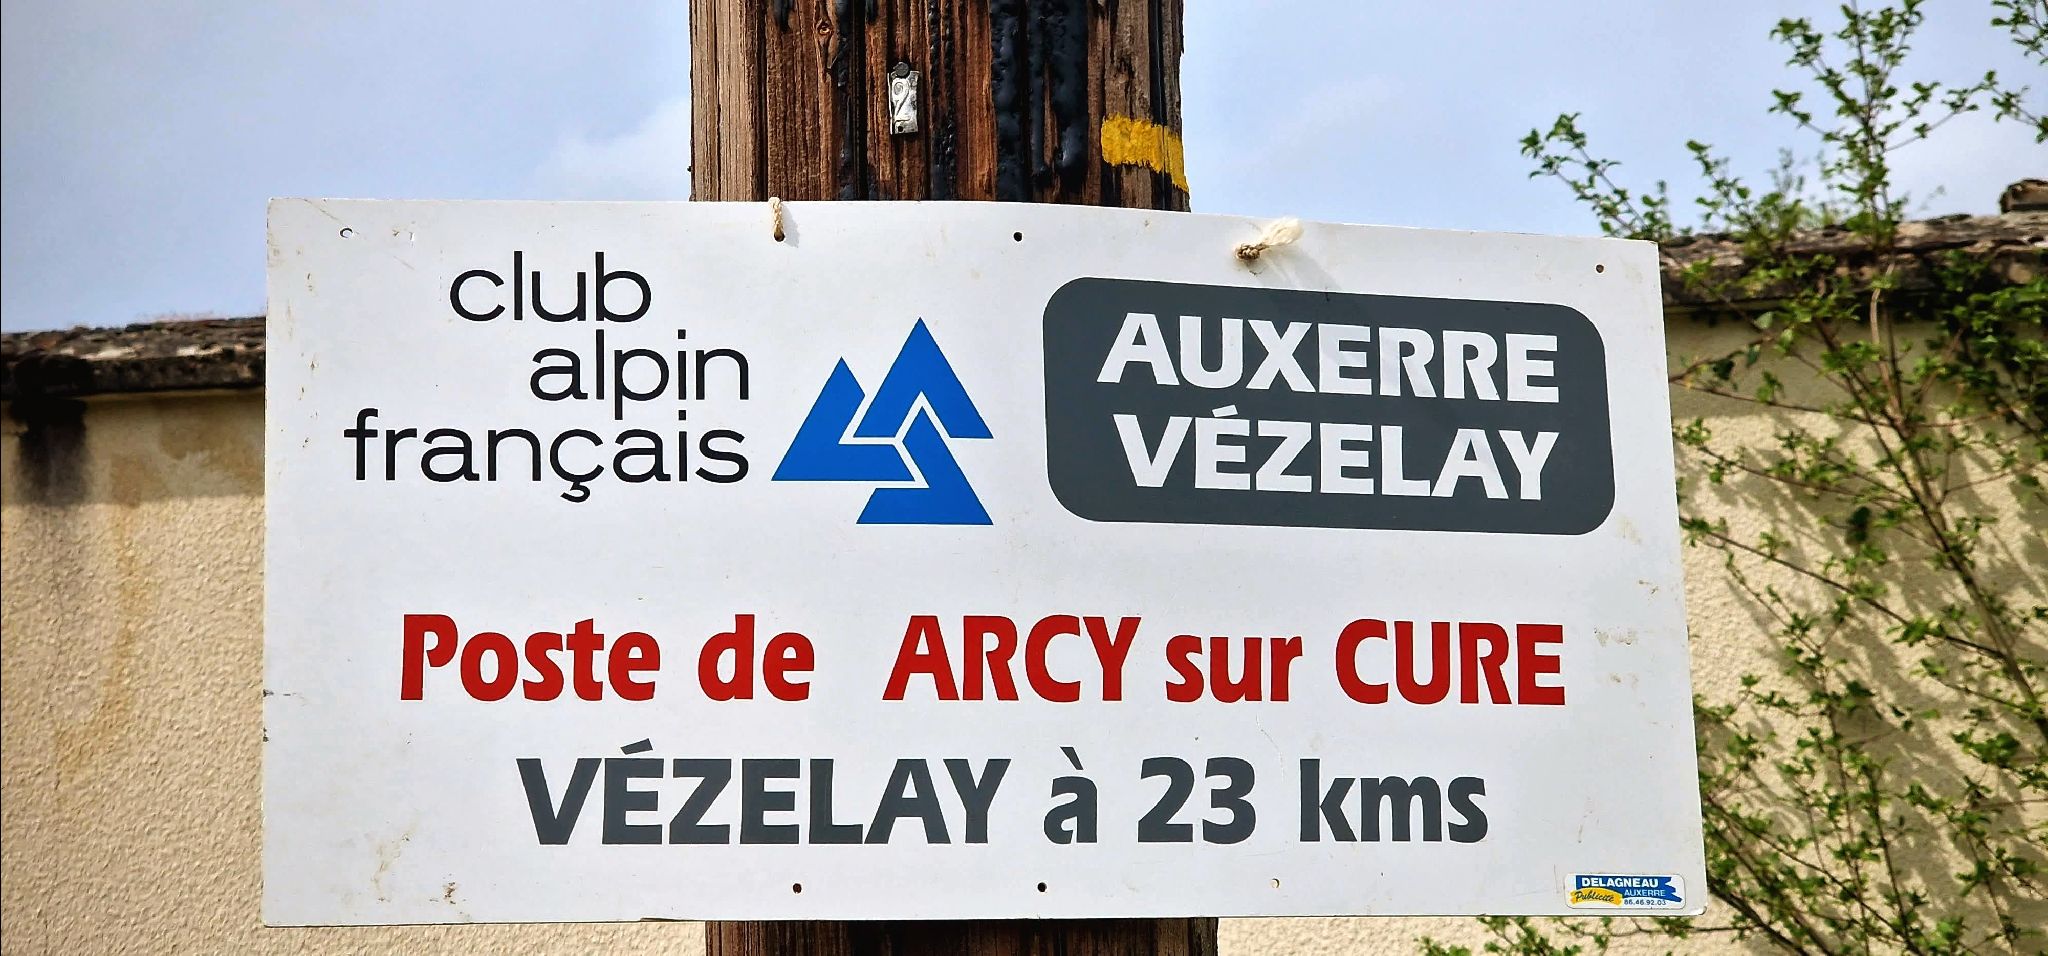 2
club
alpin
français
AUXERRE
VÉZELAY
Poste de ARCY sur CURE
VÉZELAY à 23 kms
DELAGNEAU
Publicité AUXERRE
86.46.92.03